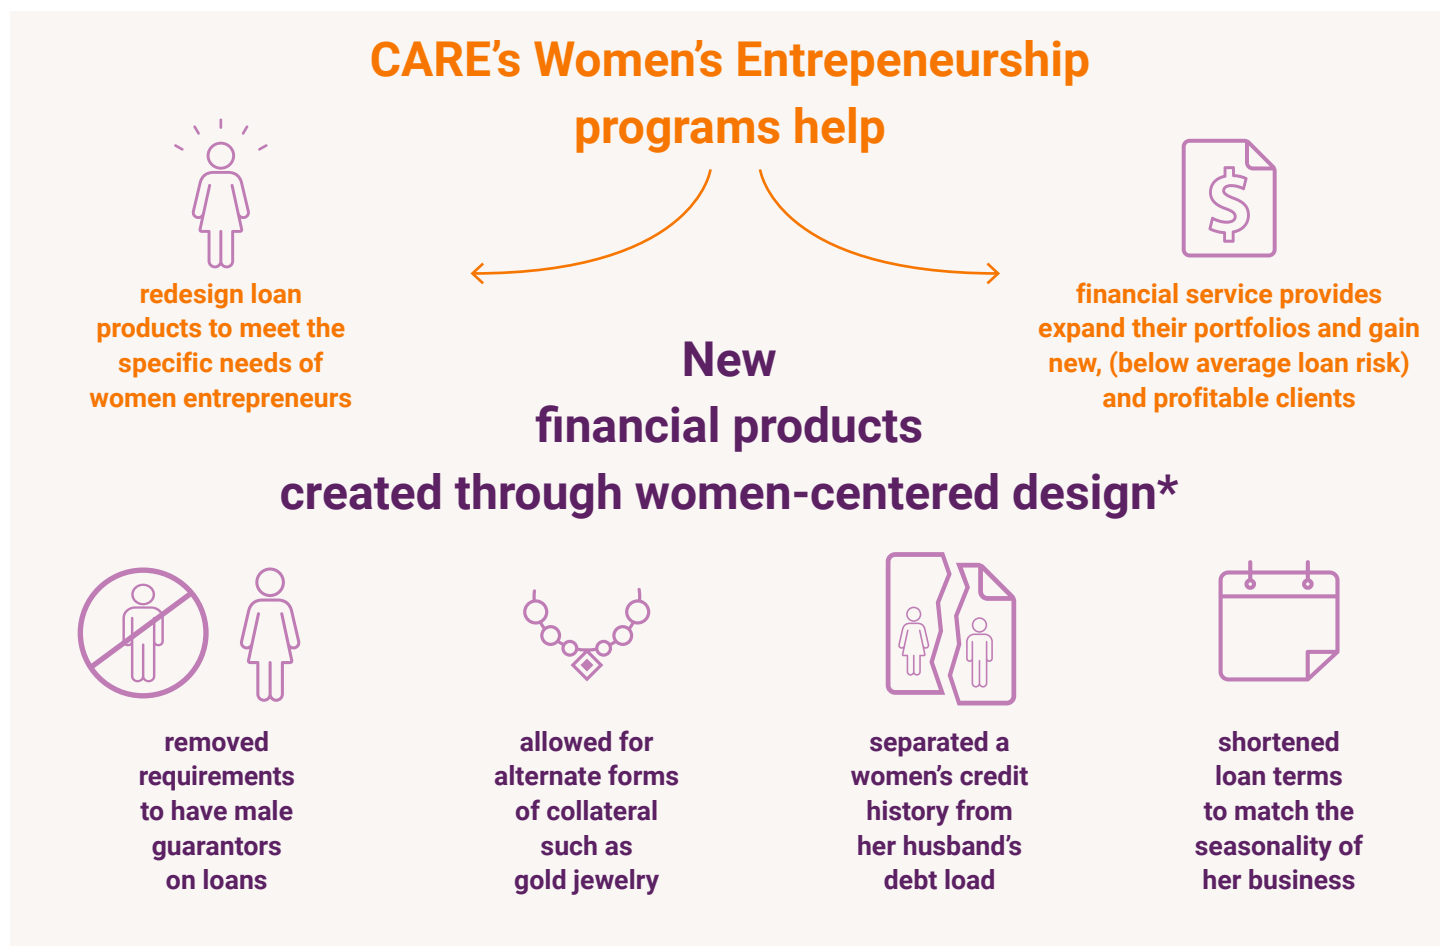 CARE’s Women’s Entrepeneurship
programs help
redesign loan
products to meet the
specific needs of
women entrepreneurs
financial service provides
expand their portfolios and gain
new, (below average loan risk)
and profitable clients
New
financial products
created through women-centered design*
removed
requirements
to have male
guarantors
on loans
allowed for
alternate forms
of collateral
such as
gold jewelry
separated a
women’s credit
history from
her husband’s
debt load
shortened
loan terms
to match the
seasonality of
her business